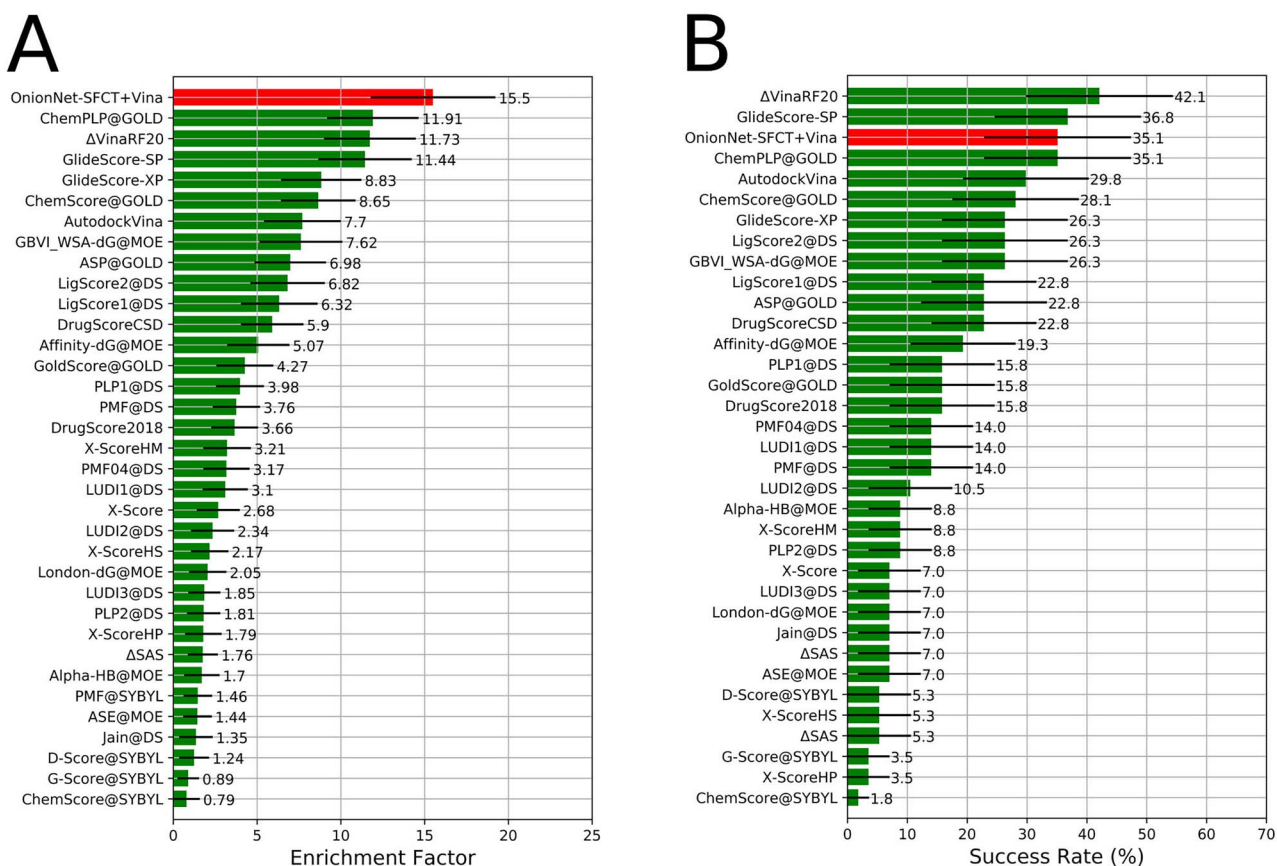 A
OnionNet-SFCT+Vina 15.5
ChemPLP@GOLD 11.91
ΔVinaRF20 11.73
GlideScore-SP 11.44
GlideScore-XP 8.83
ChemScore@GOLD 8.65
AutodockVina 7.7
GBVI_WSA-dG@MOE 7.62
ASP@GOLD 6.98
LigScore2@DS 6.82
LigScore1@DS 6.32
DrugScoreCSD 5.9
Affinity-dG@MOE 5.07
GoldScore@GOLD 4.27
PLP1@DS 3.98
PMF@DS 3.76
DrugScore2018 3.66
X-ScoreHM 3.21
PMF04@DS 3.17
LUDI1@DS 3.1
X-Score 2.68
LUDI2@DS 2.34
X-ScoreHS 2.17
London-dG@MOE 2.05
LUDI3@DS 1.85
PLP2@DS 1.81
X-ScoreHP 1.79
ΔSAS 1.76
Alpha-HB@MOE 1.7
PMF@SYBYL 1.46
ASE@MOE 1.44
Jain@DS 1.35
D-Score@SYBYL 1.24
G-Score@SYBYL 0.89
ChemScore@SYBYL 0.79
0 5 10 15 20 25
Enrichment Factor
B
ΔVinaRF20 42.1
GlideScore-SP 36.8
OnionNet-SFCT+Vina 35.1
ChemPLP@GOLD 35.1
AutodockVina 29.8
ChemScore@GOLD 28.1
GlideScore-XP 26.3
LigScore2@DS 26.3
GBVI_WSA-dG@MOE 26.3
LigScore1@DS 22.8
ASP@GOLD 22.8
DrugScoreCSD 22.8
Affinity-dG@MOE 19.3
PLP1@DS 15.8
GoldScore@GOLD 15.8
DrugScore2018 15.8
PMF04@DS 14.0
LUDI1@DS 14.0
PMF@DS 14.0
LUDI2@DS 10.5
Alpha-HB@MOE 8.8
X-ScoreHM 8.8
PLP2@DS 8.8
X-Score 7.0
LUDI3@DS 7.0
London-dG@MOE 7.0
Jain@DS 7.0
ΔSAS 7.0
ASE@MOE 7.0
D-Score@SYBYL 5.3
X-ScoreHS 5.3
ΔSAS 5.3
G-Score@SYBYL 3.5
X-ScoreHP 3.5
ChemScore@SYBYL 1.8
0 10 20 30 40 50 60 70
Success Rate (%)